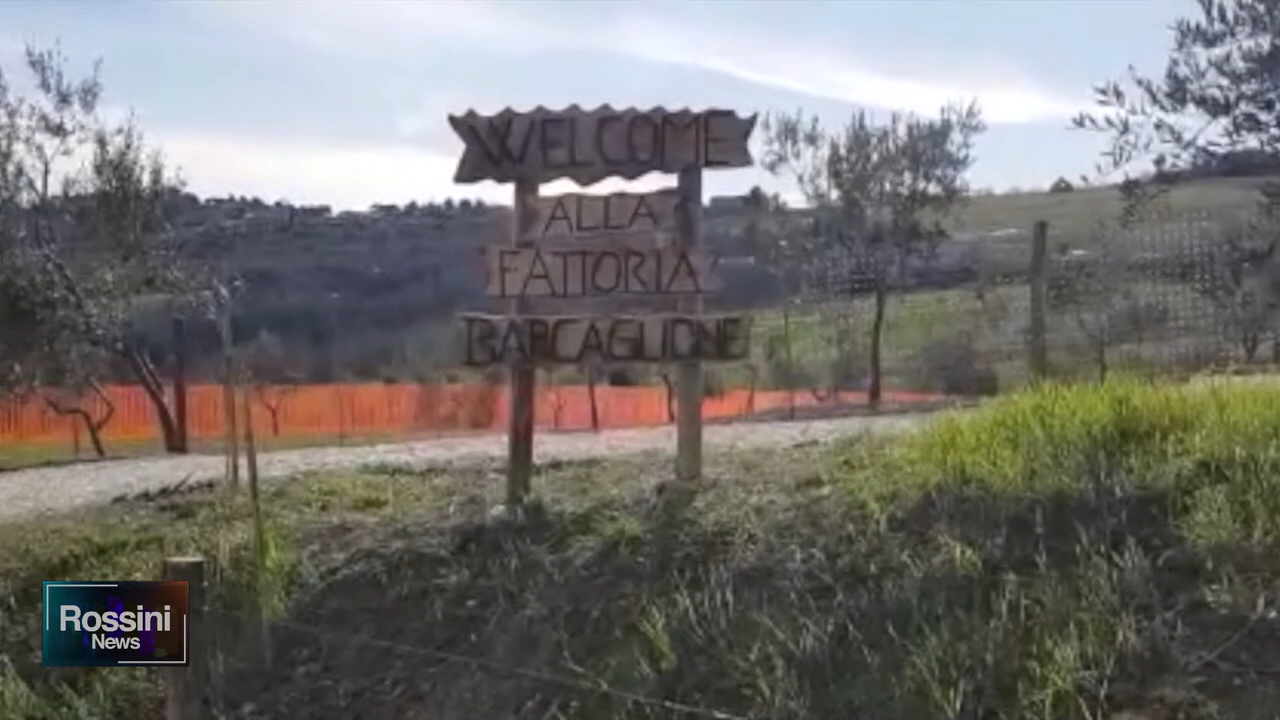 WELCOME
ALLA
FATTORIA
BARCAGLIONE
Rossini
News